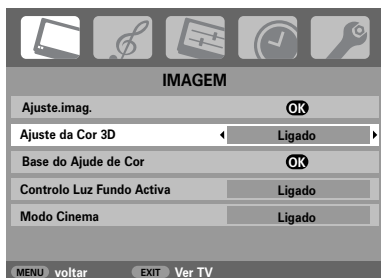 IMAGEM
Ajuste.imag. OK
Ajuste da Cor 3D Ligado
Base do Ajude de Cor OK
Controlo Luz Fundo Activa Ligado
Modo Cinema Ligado
MENU voltar EXIT Ver TV